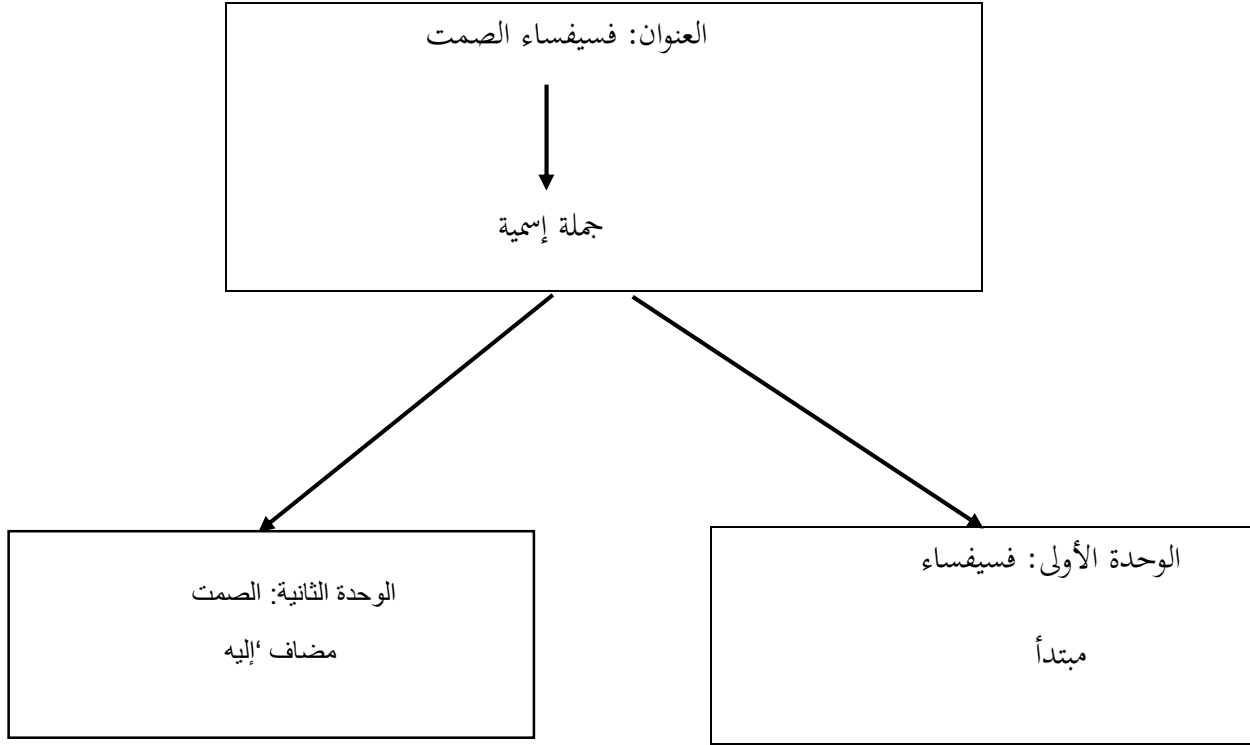 العنوان: فسيفساء الصمت
جملة إسمية
الوحدة الأولى: فسيفساء
مبتدأ
الوحدة الثانية: الصمت
مضاف ‘إليه